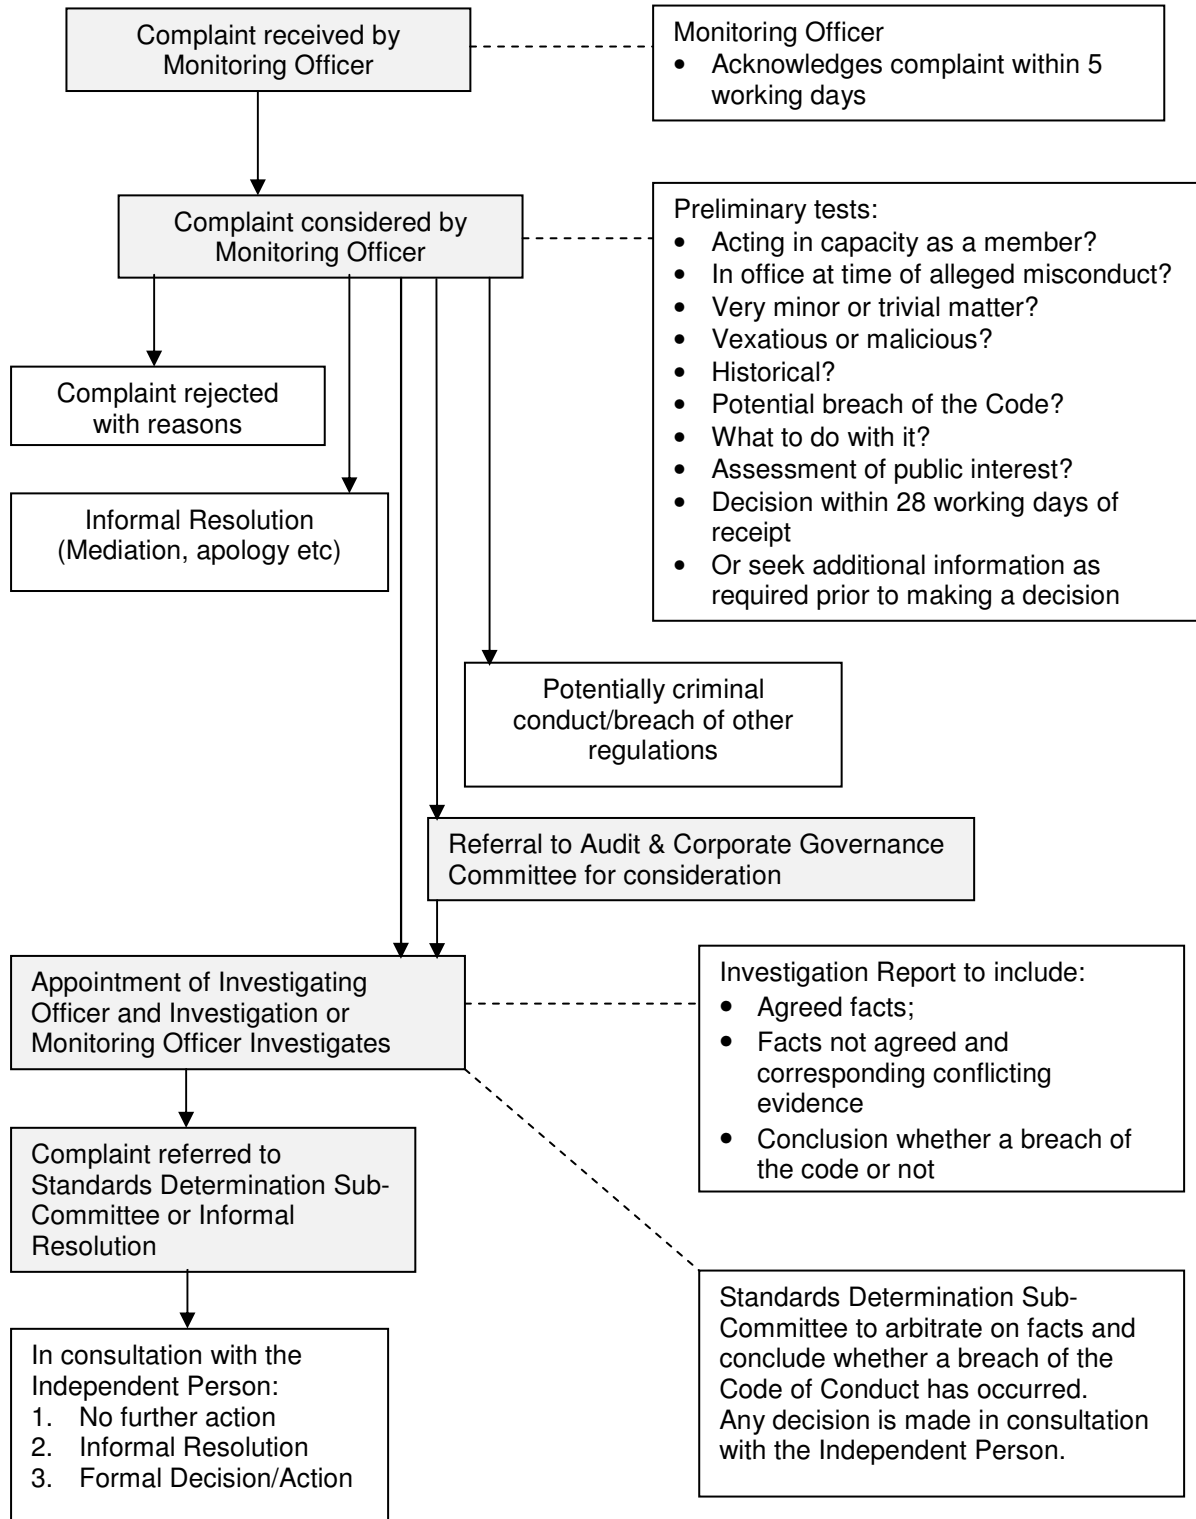 Complaint received by
Monitoring Officer
Monitoring Officer
• Acknowledges complaint within 5
working days
Complaint considered by
Monitoring Officer
Preliminary tests:
• Acting in capacity as a member?
• In office at time of alleged misconduct?
• Very minor or trivial matter?
• Vexatious or malicious?
• Historical?
• Potential breach of the Code?
• What to do with it?
• Assessment of public interest?
• Decision within 28 working days of
receipt
• Or seek additional information as
required prior to making a decision
Complaint rejected
with reasons
Informal Resolution
(Mediation, apology etc)
Potentially criminal
conduct/breach of other
regulations
Referral to Audit & Corporate Governance
Committee for consideration
Appointment of Investigating
Officer and Investigation or
Monitoring Officer Investigates
Investigation Report to include:
• Agreed facts;
• Facts not agreed and
corresponding conflicting
evidence
• Conclusion whether a breach of
the code or not
Complaint referred to
Standards Determination Sub-
Committee or Informal
Resolution
Standards Determination Sub-
Committee to arbitrate on facts and
conclude whether a breach of the
Code of Conduct has occurred.
Any decision is made in consultation
with the Independent Person.
In consultation with the
Independent Person:
1. No further action
2. Informal Resolution
3. Formal Decision/Action